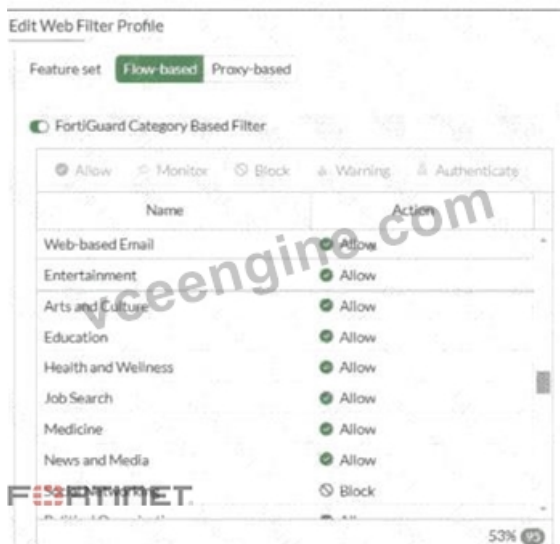 Edit Web Filter Profile
Feature set Flow-based Proxy-based
FortiGuard Category Based Filter
Allow Monitor Block Warning Authenticate
Name Action
Web-based Email Allow
Entertainment Allow
Arts and Culture Allow
Education Allow
Health and Wellness Allow
Job Search Allow
Medicine Allow
News and Media Allow
Block
FORTINET
53% 95
vceengine.com